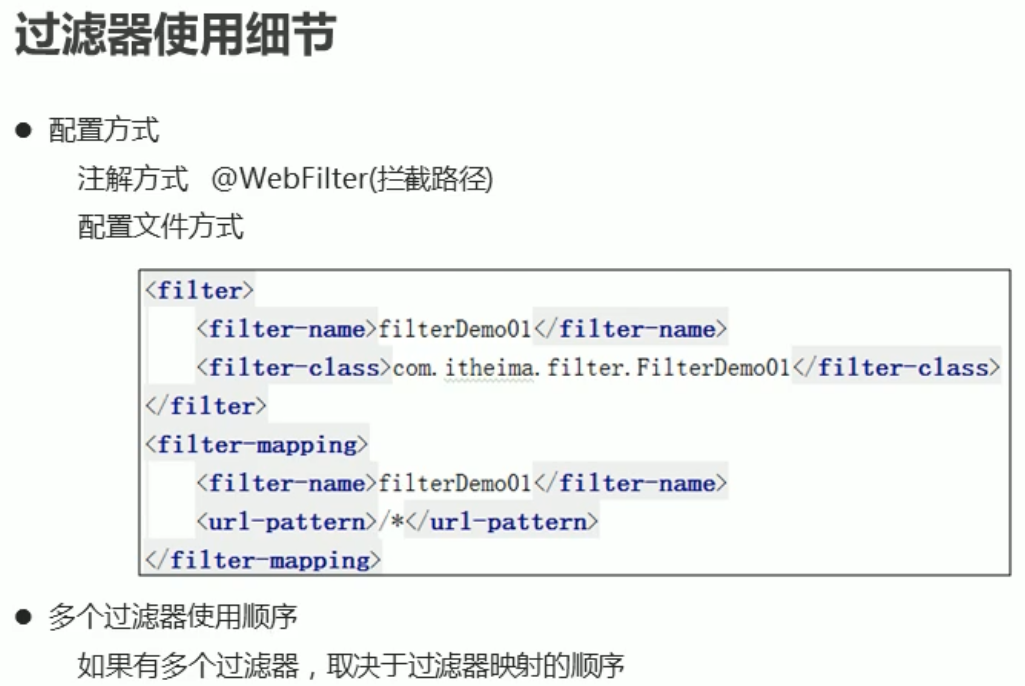 过滤器使用细节
● 配置方式
注解方式 @WebFilter(拦截路径)
配置文件方式
<filter>
<filter-name>filterDemo01</filter-name>
<filter-class>com.itheima.filter.FilterDemo01</filter-class>
</filter>
<filter-mapping>
<filter-name>filterDemo01</filter-name>
<url-pattern>/*</url-pattern>
</filter-mapping>
● 多个过滤器使用顺序
如果有多个过滤器，取决于过滤器映射的顺序